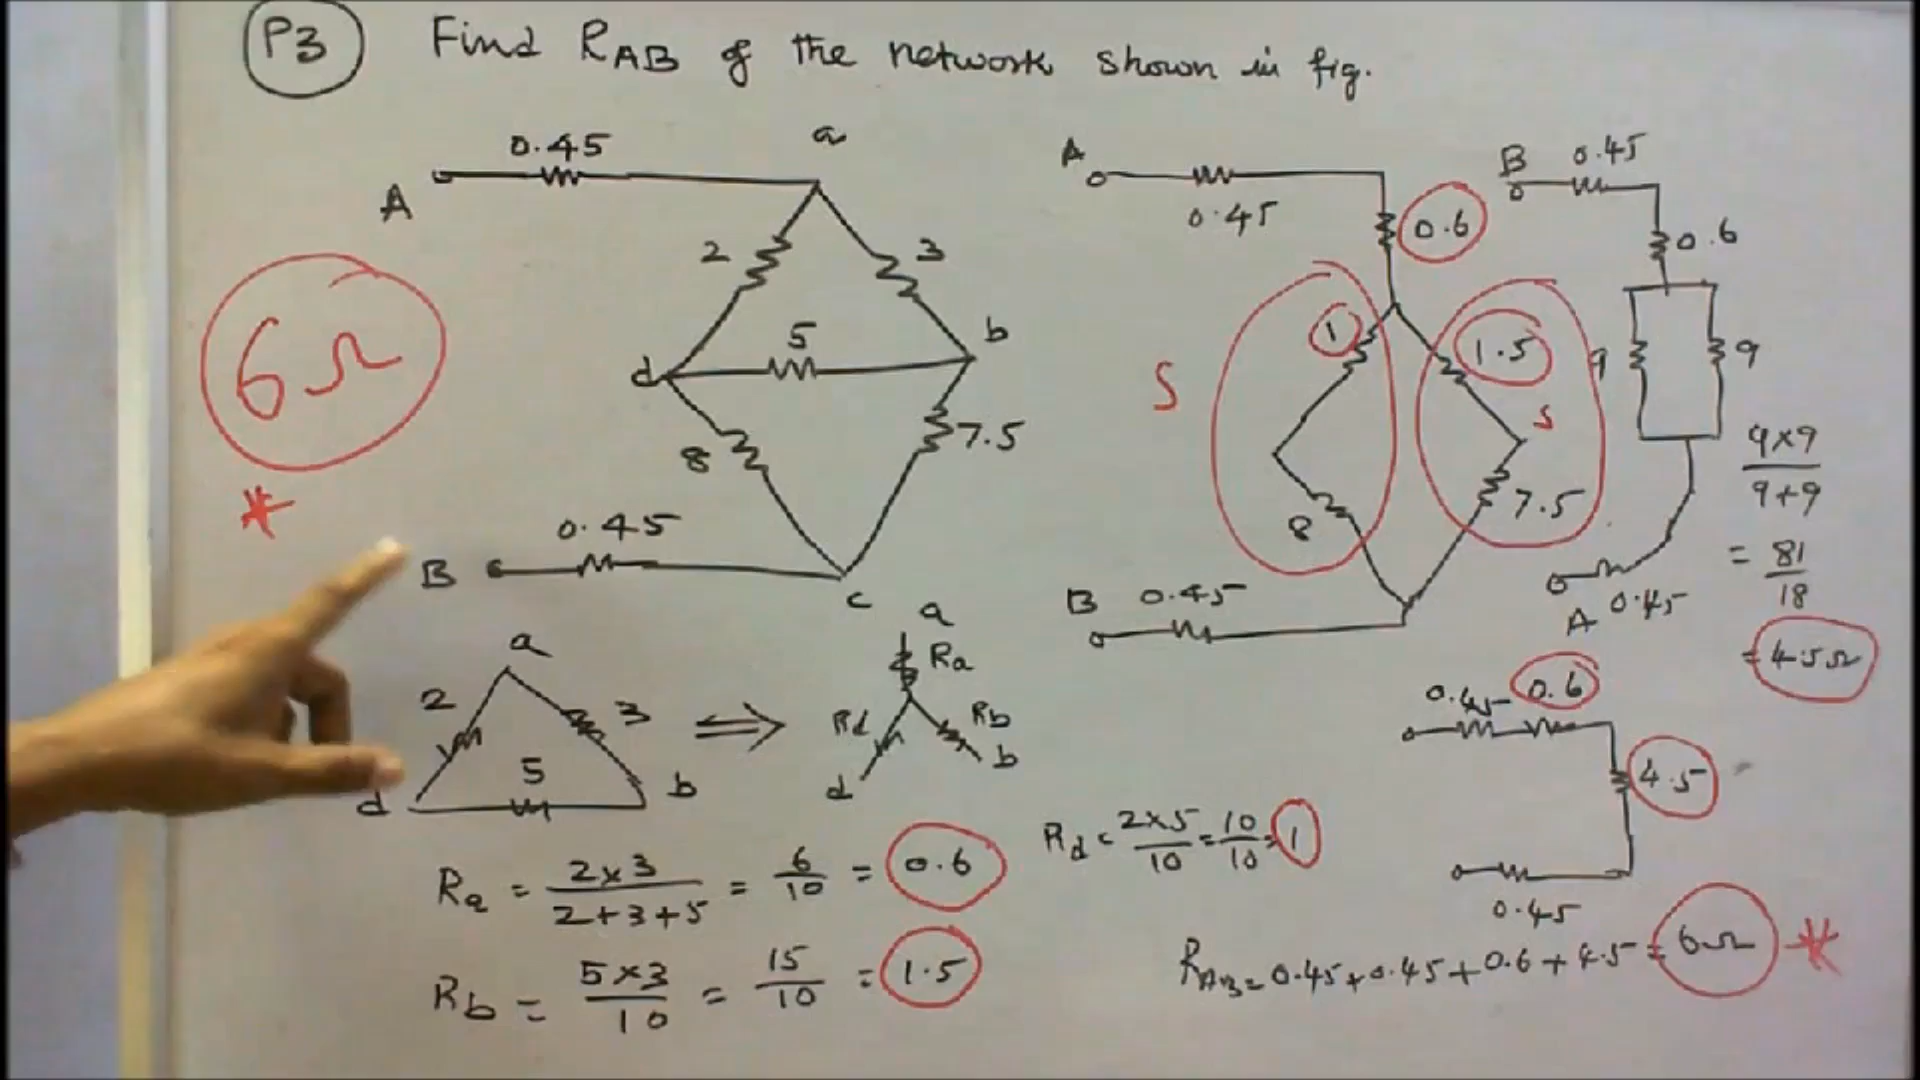 P3 Find RAB of the network shown in fig.
A 0.45 a
2 3
d 5 b
8 7.5
B 0.45 c
6Ω
*
a
2 3
d 5 b
⇒
a
Ra
Rd Rb
d b
Ra = 2×3 / 2+3+5 = 6/10 = 0.6
Rb = 5×3 / 10 = 15/10 = 1.5
Rd = 2×5/10 = 10/10 = 1
A 0.45
0.6
S 1 1.5 S
8 7.5
B 0.45
B 0.45
0.6
9 9
A 0.45
9×9 / 9+9
= 81/18
= 4.5Ω
0.45 0.6
4.5
0.45
RAB = 0.45+0.45+0.6+4.5 = 6Ω *